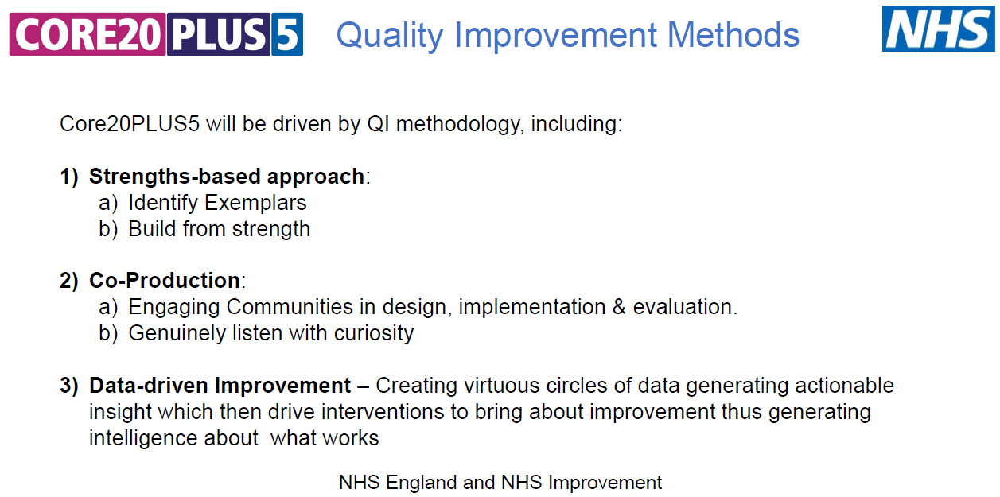 CORE20 PLUS 5 Quality Improvement Methods NHS
Core20PLUS5 will be driven by QI methodology, including:
1) Strengths-based approach:
a) Identify Exemplars
b) Build from strength
2) Co-Production:
a) Engaging Communities in design, implementation & evaluation.
b) Genuinely listen with curiosity
3) Data-driven Improvement – Creating virtuous circles of data generating actionable
insight which then drive interventions to bring about improvement thus generating
intelligence about  what works
NHS England and NHS Improvement